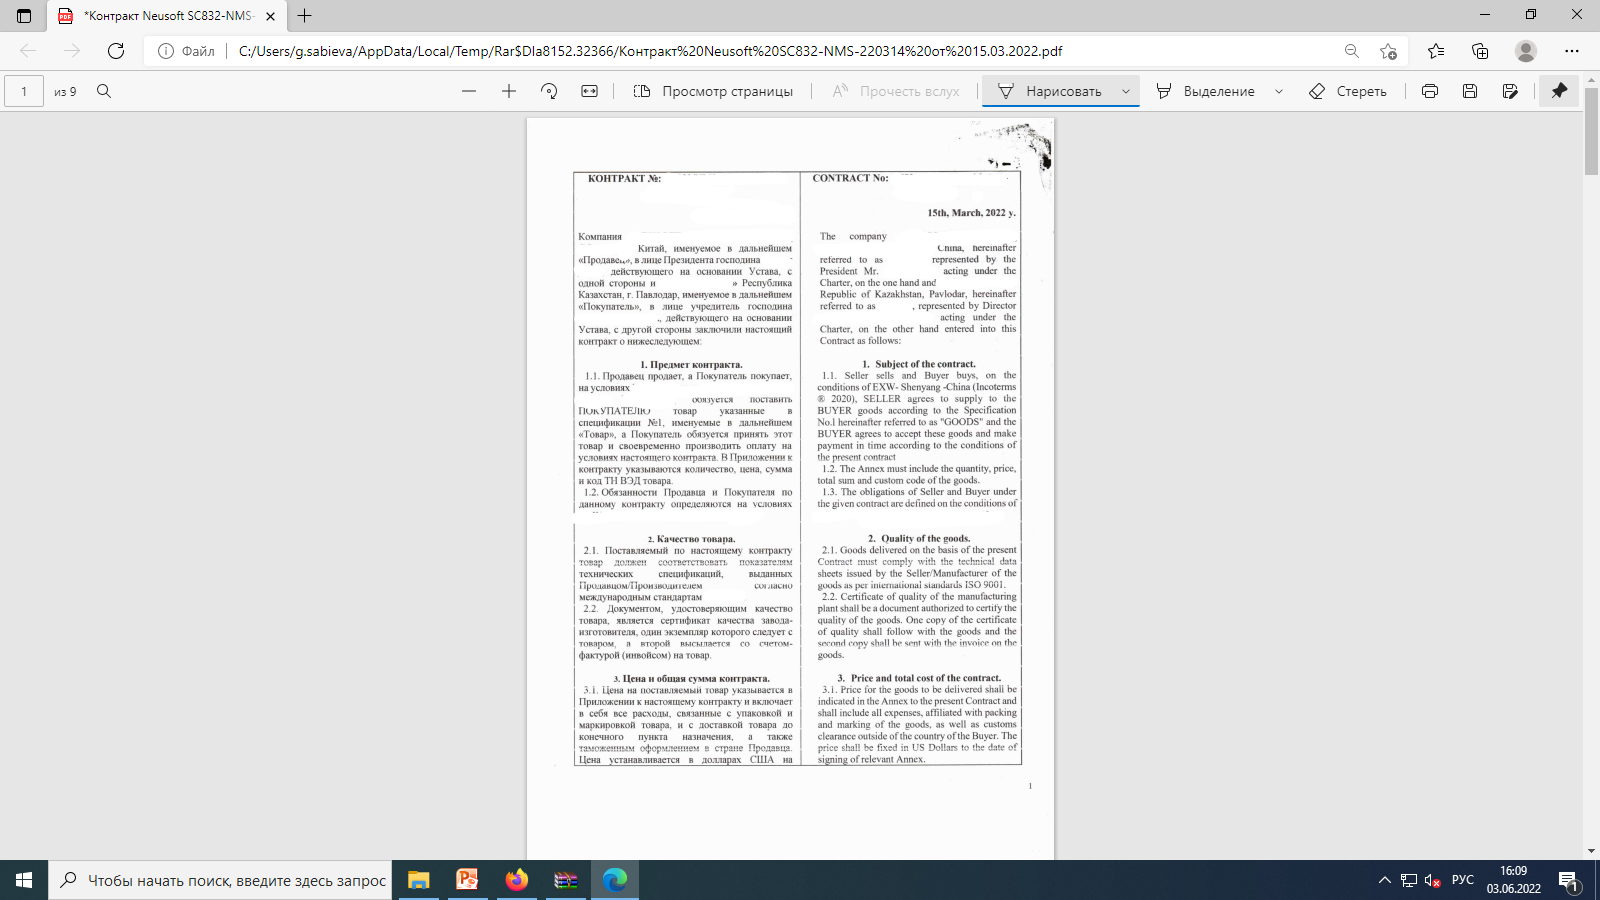 *Контракт Neusoft SC832-NMS-
Файл
C:/Users/g.sabieva/AppData/Local/Temp/Rar$DIa8152.32366/Контракт%20Neusoft%20SC832-NMS-220314%20от%2015.03.2022.pdf
1 из 9
Просмотр страницы
Прочесть вслух
Нарисовать
Выделение
Стереть
КОНТРАКТ №:
Компания
Китай, именуемое в дальнейшем
«Продавец», в лице Президента господина
действующего на основании Устава, с
одной стороны и » Республика
Казахстан, г. Павлодар, именуемое в дальнейшем
«Покупатель», в лице учредитель господина
., действующего на основании
Устава, с другой стороны заключили настоящий
контракт о нижеследующем:
1. Предмет контракта.
1.1. Продавец продает, а Покупатель покупает,
на условиях
обязуется поставить
ПОКУПАТЕЛЮ товар указанные в
спецификации №1, именуемые в дальнейшем
«Товар», а Покупатель обязуется принять этот
товар и своевременно производить оплату на
условиях настоящего контракта. В Приложении к
контракту указываются количество, цена, сумма
и код ТН ВЭД товара.
1.2. Обязанности Продавца и Покупателя по
данному контракту определяются на условиях
2. Качество товара.
2.1. Поставляемый по настоящему контракту
товар должен соответствовать показателям
технических спецификаций, выданных
Продавцом/Производителем согласно
международным стандартам
2.2. Документом, удостоверяющим качество
товара, является сертификат качества завода-
изготовителя, один экземпляр которого следует с
товаром, а второй высылается со счетом-
фактурой (инвойсом) на товар.
3. Цена и общая сумма контракта.
3.1. Цена на поставляемый товар указывается в
Приложении к настоящему контракту и включает
в себя все расходы, связанные с упаковкой и
маркировкой товара, и с доставкой товара до
конечного пункта назначения, а также
таможенным оформлением в стране Продавца.
Цена устанавливается в долларах США на
CONTRACT No:
15th, March, 2022 y.
The company
China, hereinafter
referred to as represented by the
President Mr. acting under the
Charter, on the one hand and
Republic of Kazakhstan, Pavlodar, hereinafter
referred to as , represented by Director
acting under the
Charter, on the other hand entered into this
Contract as follows:
1. Subject of the contract.
1.1. Seller sells and Buyer buys, on the
conditions of EXW- Shenyang -China (Incoterms
® 2020), SELLER agrees to supply to the
BUYER goods according to the Specification
No.1 hereinafter referred to as "GOODS" and the
BUYER agrees to accept these goods and make
payment in time according to the conditions of
the present contract
1.2. The Annex must include the quantity, price,
total sum and custom code of the goods.
1.3. The obligations of Seller and Buyer under
the given contract are defined on the conditions of
2. Quality of the goods.
2.1. Goods delivered on the basis of the present
Contract must comply with the technical data
sheets issued by the Seller/Manufacturer of the
goods as per international standards ISO 9001.
2.2. Certificate of quality of the manufacturing
plant shall be a document authorized to certify the
quality of the goods. One copy of the certificate
of quality shall follow with the goods and the
second copy shall be sent with the invoice on the
goods.
3. Price and total cost of the contract.
3.1. Price for the goods to be delivered shall be
indicated in the Annex to the present Contract and
shall include all expenses, affiliated with packing
and marking of the goods, as well as customs
clearance outside of the country of the Buyer. The
price shall be fixed in US Dollars to the date of
signing of relevant Annex.
1
Чтобы начать поиск, введите здесь запрос
РУС
16:09
03.06.2022
1